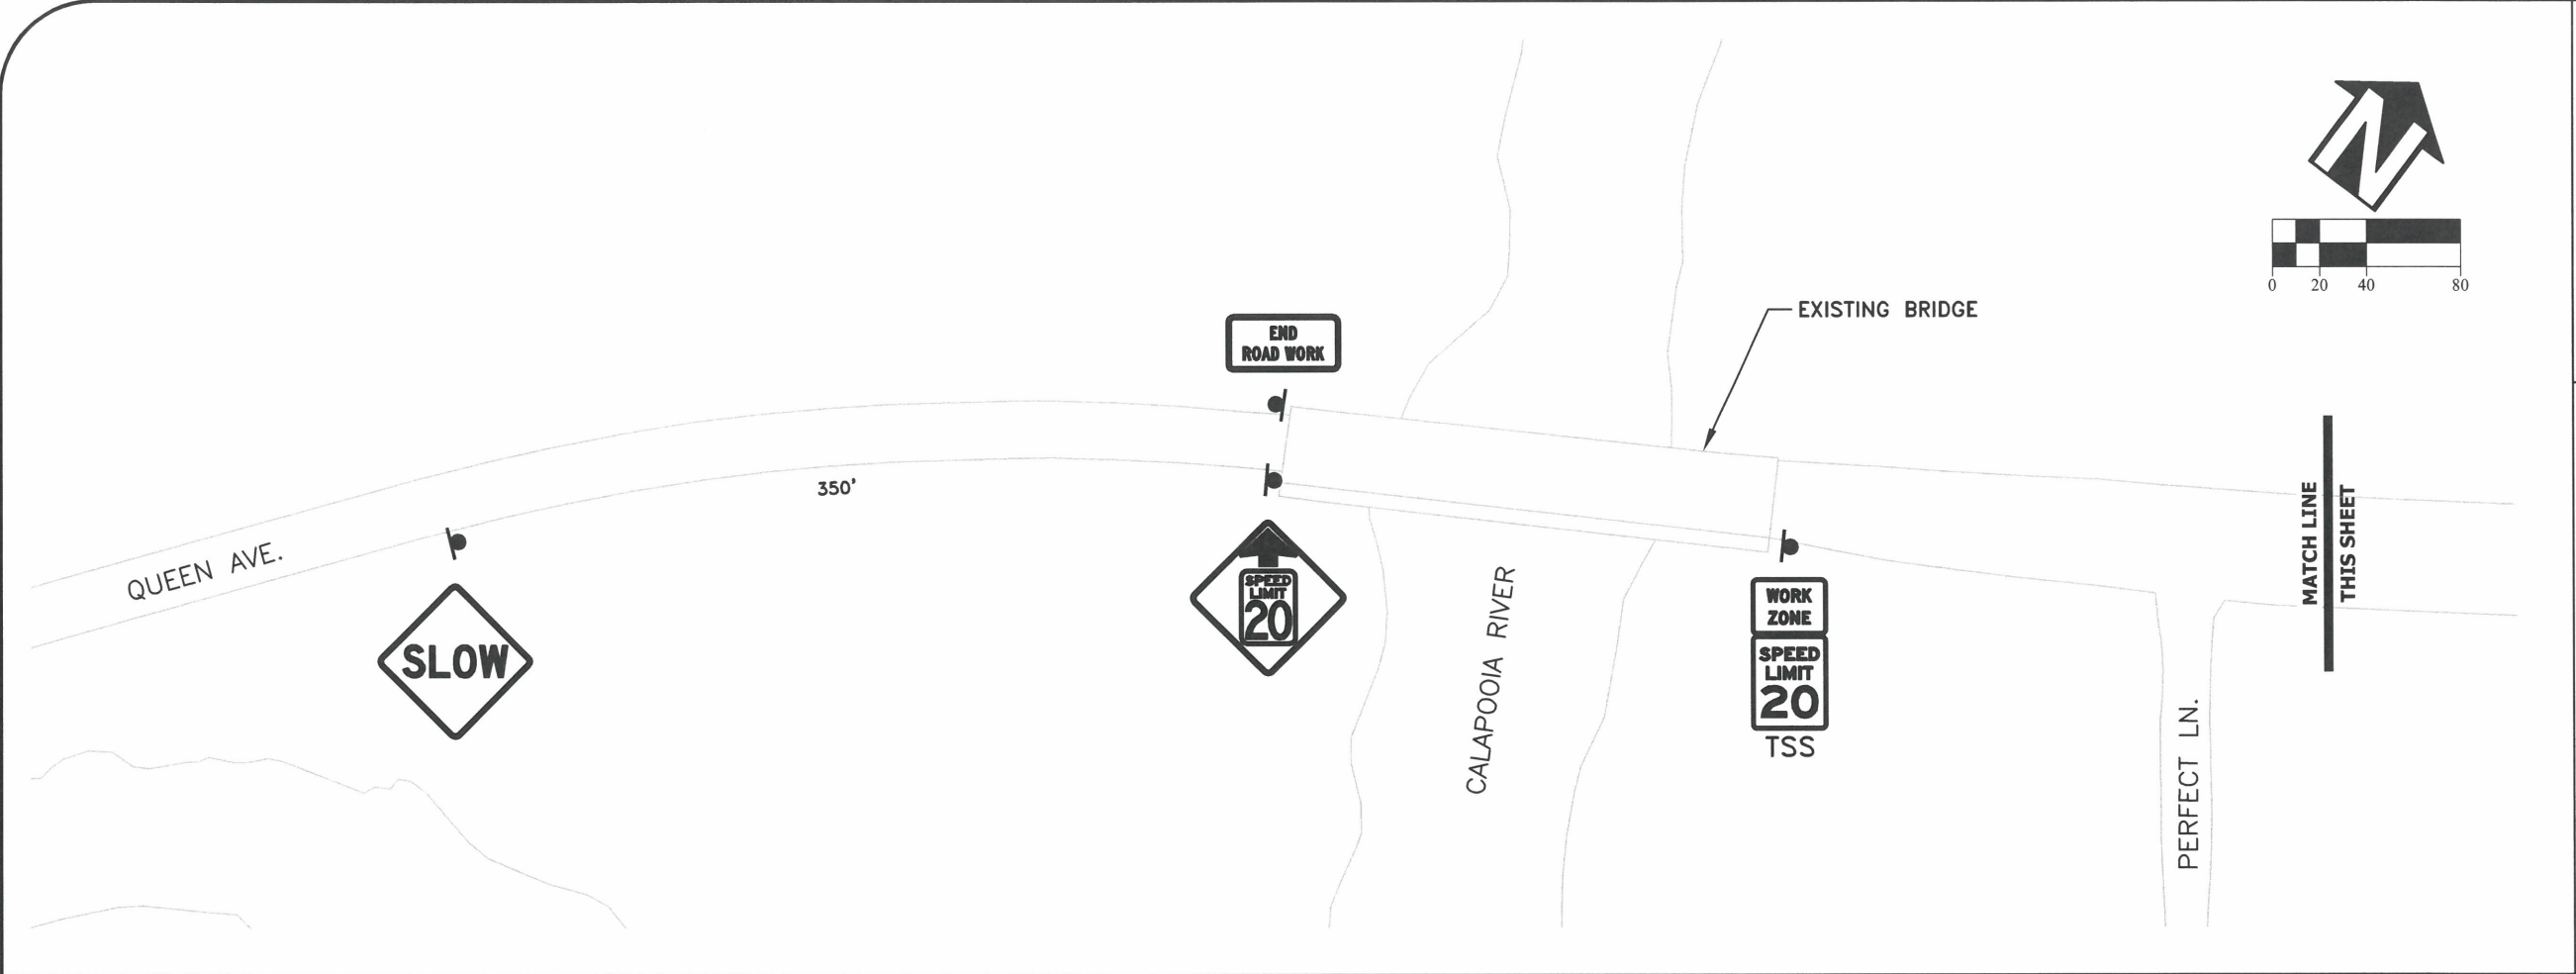 N
0 20 40 80
EXISTING BRIDGE
END
ROAD WORK
MATCH LINE
THIS SHEET
350'
QUEEN AVE.
SLOW
SPEED
LIMIT
20
CALAPOOIA RIVER
WORK
ZONE
SPEED
LIMIT
20
TSS
PERFECT LN.